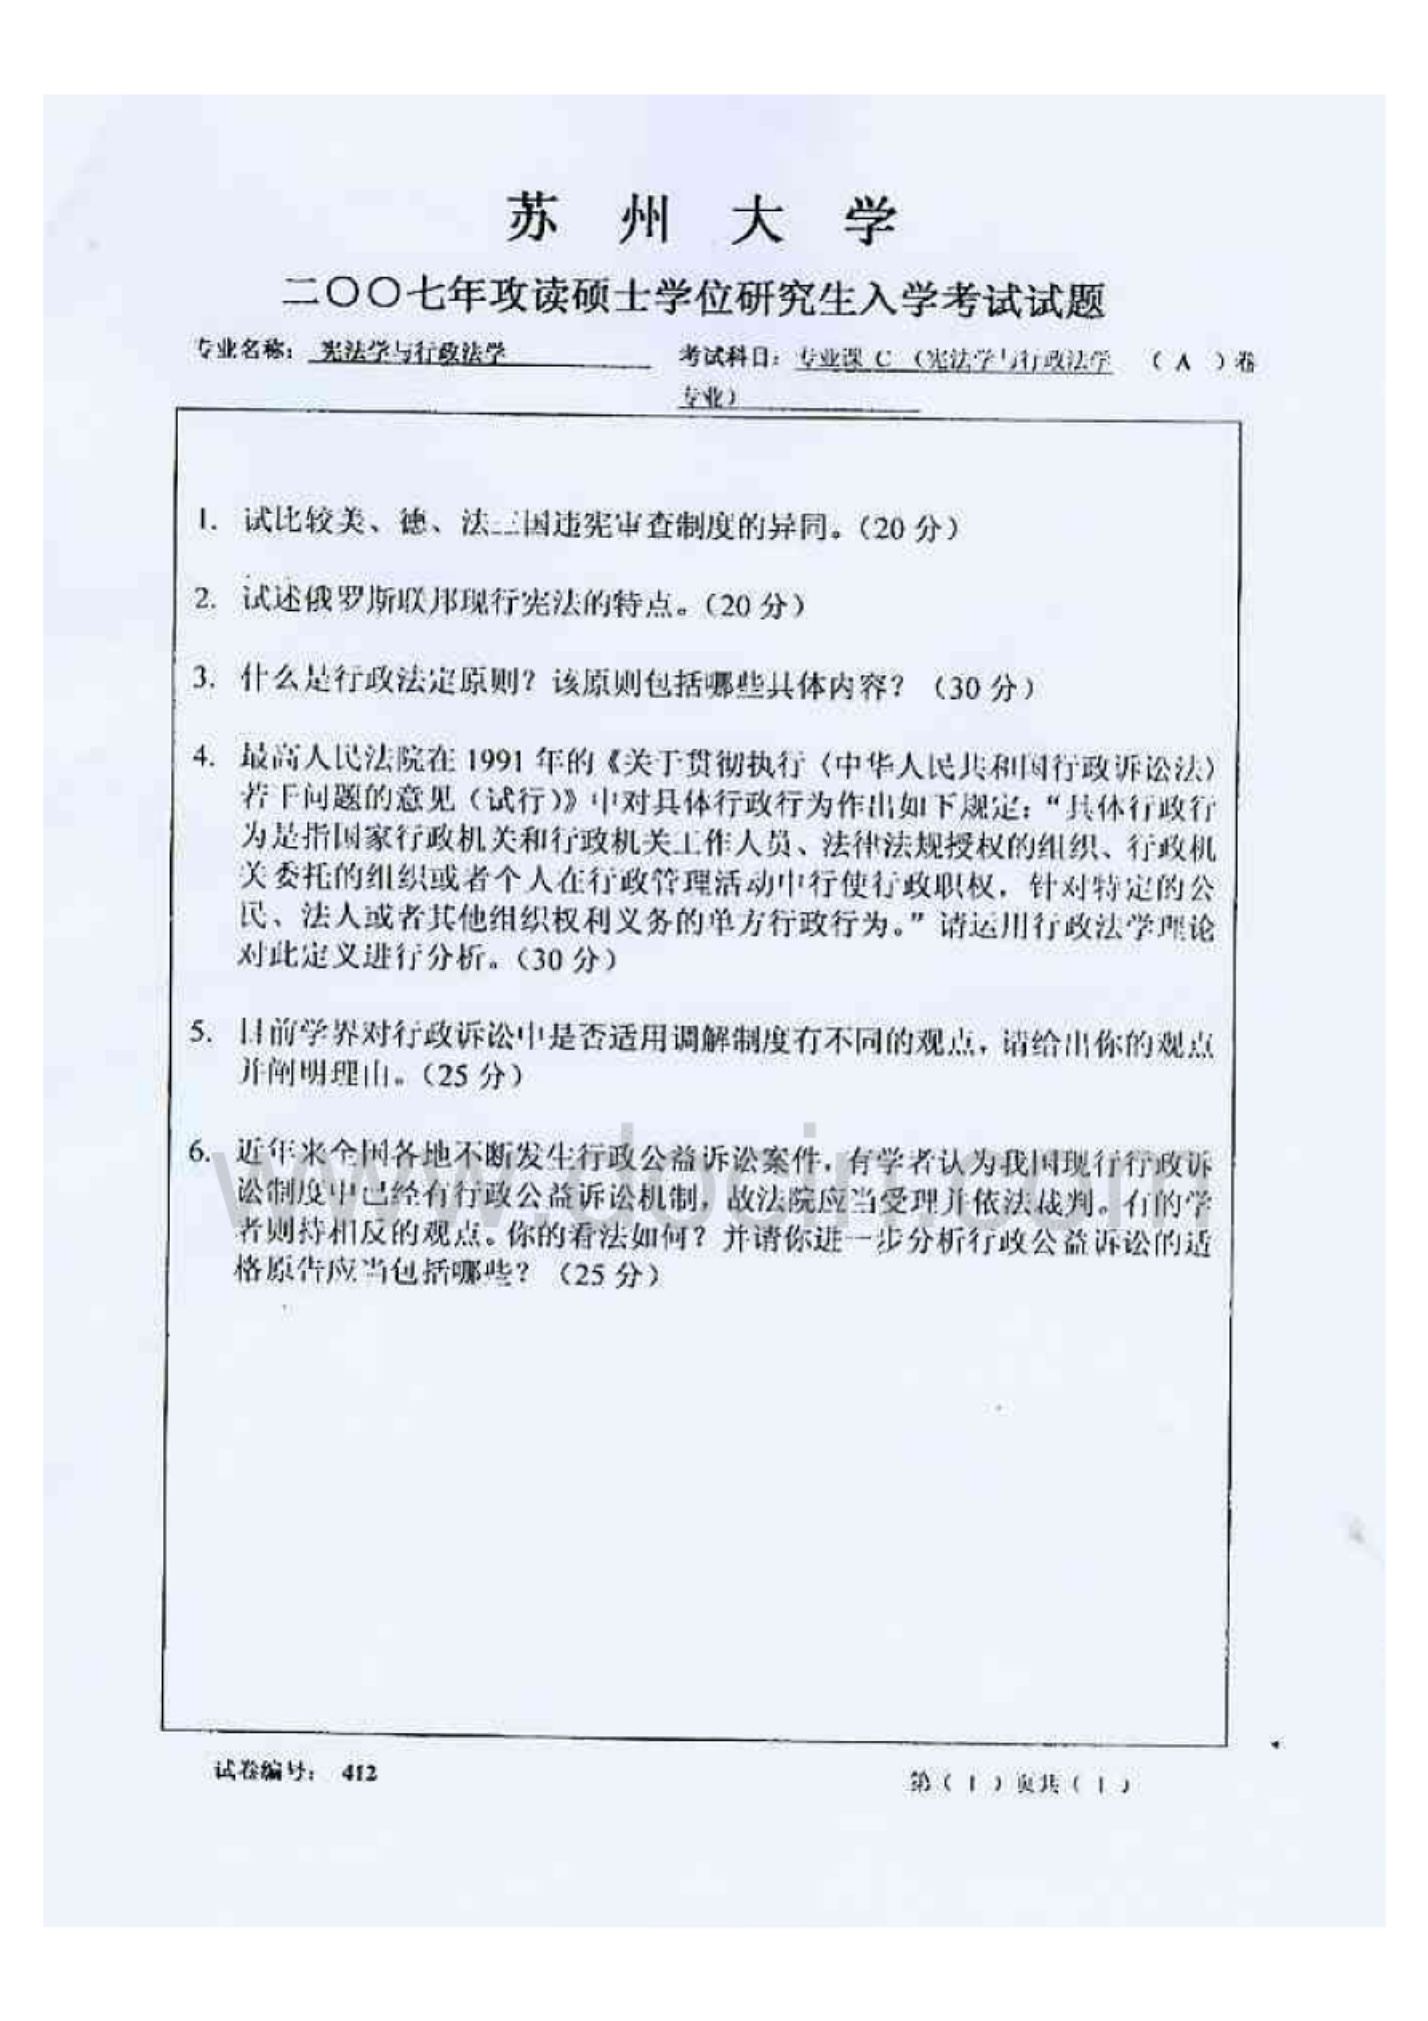 苏州大学
二〇〇七年攻读硕士学位研究生入学考试试题
专业名称：宪法学与行政法学 考试科目：专业课 C （宪法学与行政法学 （ A ）卷
专业）
1. 试比较美、德、法三国违宪审查制度的异同。（20 分）
2. 试述俄罗斯联邦现行宪法的特点。（20 分）
3. 什么是行政法定原则？该原则包括哪些具体内容？（30 分）
4. 最高人民法院在 1991 年的《关于贯彻执行〈中华人民共和国行政诉讼法〉
若干问题的意见（试行）》中对具体行政行为作出如下规定：“具体行政行
为是指国家行政机关和行政机关工作人员、法律法规授权的组织、行政机
关委托的组织或者个人在行政管理活动中行使行政职权，针对特定的公
民、法人或者其他组织权利义务的单方行政行为。”请运用行政法学理论
对此定义进行分析。（30 分）
5. 目前学界对行政诉讼中是否适用调解制度有不同的观点，请给出你的观点
并阐明理由。（25 分）
6. 近年来全国各地不断发生行政公益诉讼案件，有学者认为我国现行行政诉
讼制度中已经有行政公益诉讼机制，故法院应当受理并依法裁判。有的学
者则持相反的观点。你的看法如何？并请你进一步分析行政公益诉讼的适
格原告应当包括哪些？（25 分）
www.docin.com
试卷编号： 412
第（ 1 ）页共（ 1 ）